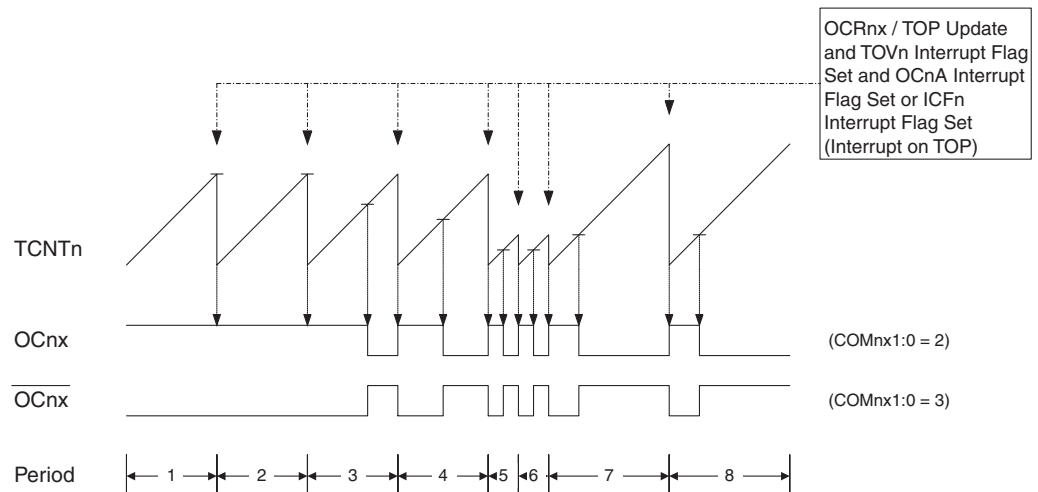 OCRnx / TOP Update
and TOVn Interrupt Flag
Set and OCnA Interrupt
Flag Set or ICFn
Interrupt Flag Set
(Interrupt on TOP)
TCNTn
OCnx
(COMnx1:0 = 2)
OCnx
(COMnx1:0 = 3)
Period
1 2 3 4 5 6 7 8